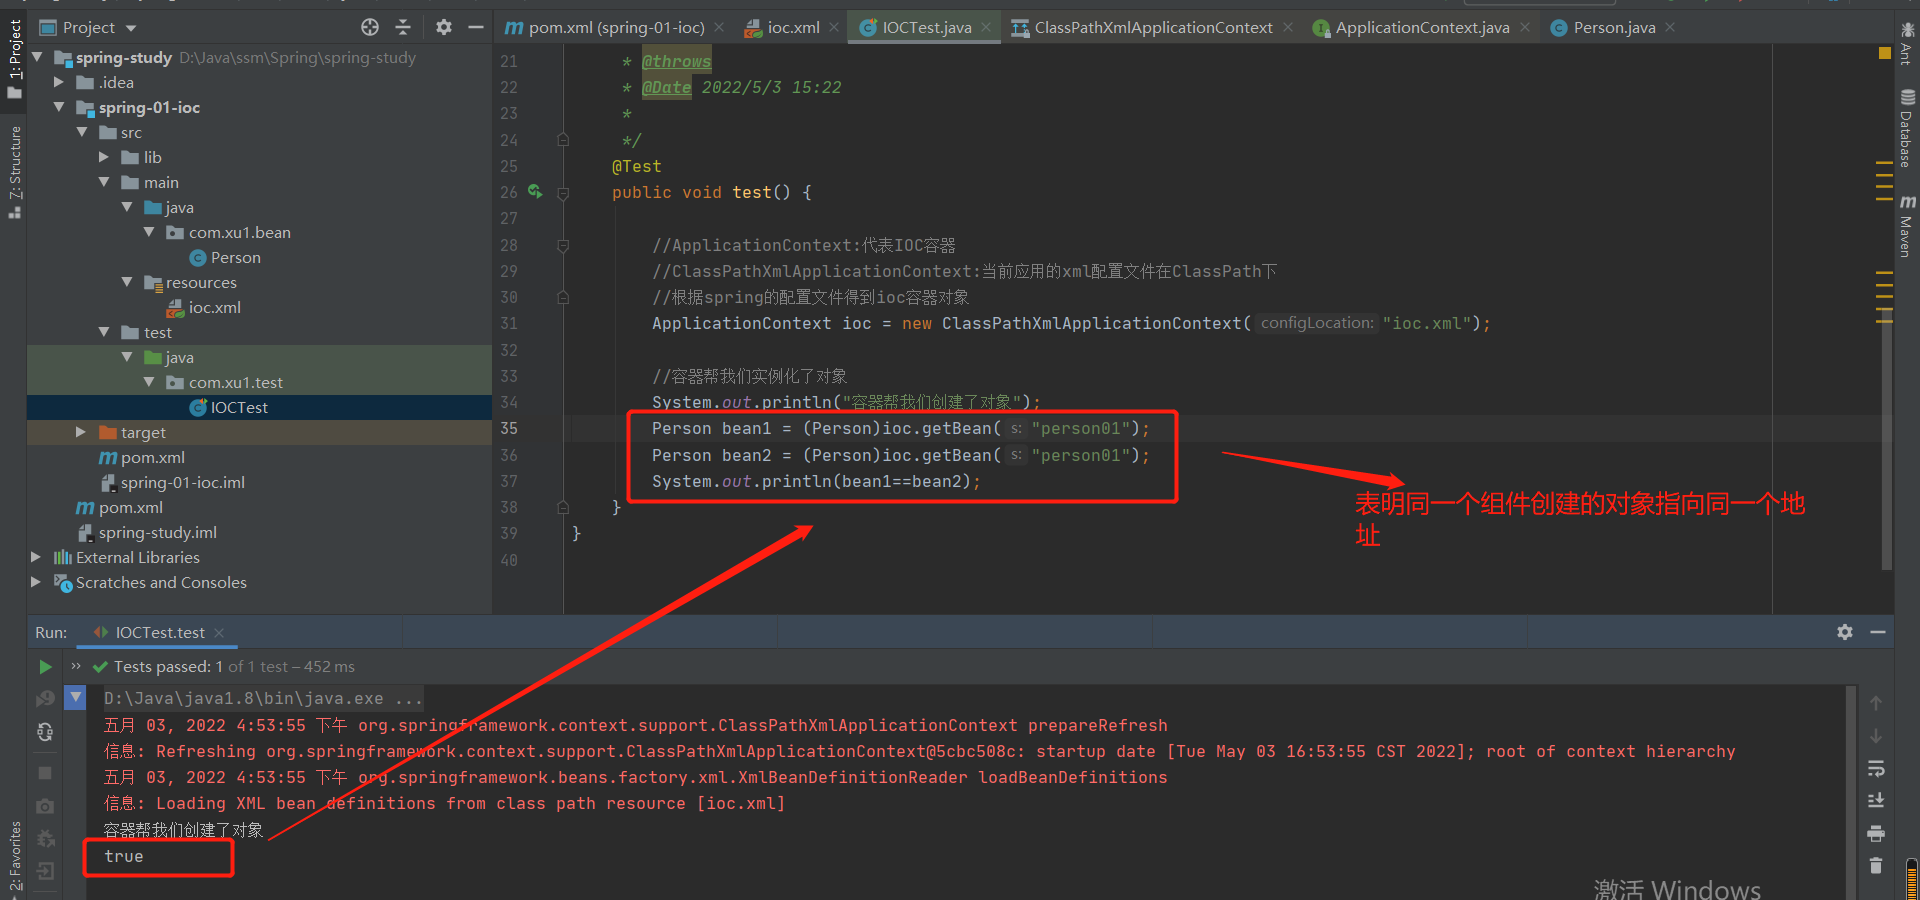 Project
pom.xml (spring-01-ioc)
ioc.xml
IOCTest.java
ClassPathXmlApplicationContext
ApplicationContext.java
Person.java
1: Project
Z: Structure
2: Favorites
Ant
Database
Maven
spring-study D:\Java\ssm\Spring\spring-study
.idea
spring-01-ioc
src
lib
main
java
com.xu1.bean
Person
resources
ioc.xml
test
java
com.xu1.test
IOCTest
target
pom.xml
spring-01-ioc.iml
pom.xml
spring-study.iml
External Libraries
Scratches and Consoles
21 * @throws
22 * @Date 2022/5/3 15:22
23 *
24 */
25 @Test
26 public void test() {
27
28 //ApplicationContext:代表IOC容器
29 //ClassPathXmlApplicationContext:当前应用的xml配置文件在ClassPath下
30 //根据spring的配置文件得到ioc容器对象
31 ApplicationContext ioc = new ClassPathXmlApplicationContext( configLocation: "ioc.xml");
32
33 //容器帮我们实例化了对象
34 System.out.println("容器帮我们创建了对象");
35 Person bean1 = (Person)ioc.getBean( s: "person01");
36 Person bean2 = (Person)ioc.getBean( s: "person01");
37 System.out.println(bean1==bean2);
38 }
39 }
40
表明同一个组件创建的对象指向同一个地
址
Run: IOCTest.test
Tests passed: 1 of 1 test – 452 ms
D:\Java\java1.8\bin\java.exe ...
五月 03, 2022 4:53:55 下午 org.springframework.context.support.ClassPathXmlApplicationContext prepareRefresh
信息: Refreshing org.springframework.context.support.ClassPathXmlApplicationContext@5cbc508c: startup date [Tue May 03 16:53:55 CST 2022]; root of context hierarchy
五月 03, 2022 4:53:55 下午 org.springframework.beans.factory.xml.XmlBeanDefinitionReader loadBeanDefinitions
信息: Loading XML bean definitions from class path resource [ioc.xml]
容器帮我们创建了对象
true
激活 Windows